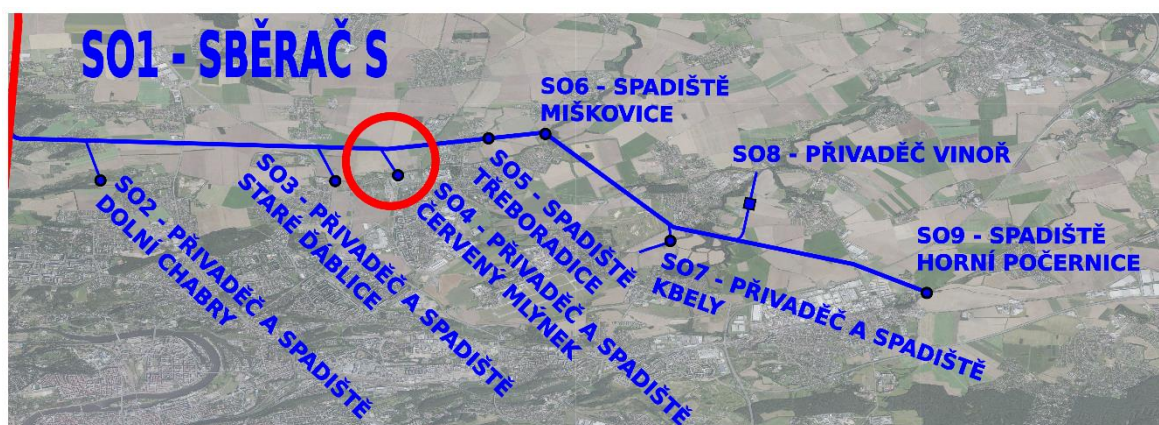 SO1 - SBĚRAČ S
SO2 - PŘIVADĚČ A SPADIŠTĚ
DOLNÍ CHABRY
SO3 - PŘIVADĚČ A SPADIŠTĚ
STARÉ ĎÁBLICE
SO4 - PŘIVADĚČ A SPADIŠTĚ
ČERVENÝ MLÝNEK
SO5 - SPADIŠTĚ
TŘEBORADICE
SO6 - SPADIŠTĚ
MIŠKOVICE
SO7 - PŘIVADĚČ A SPADIŠTĚ
KBELY
SO8 - PŘIVADĚČ VINOŘ
SO9 - SPADIŠTĚ
HORNÍ POČERNICE